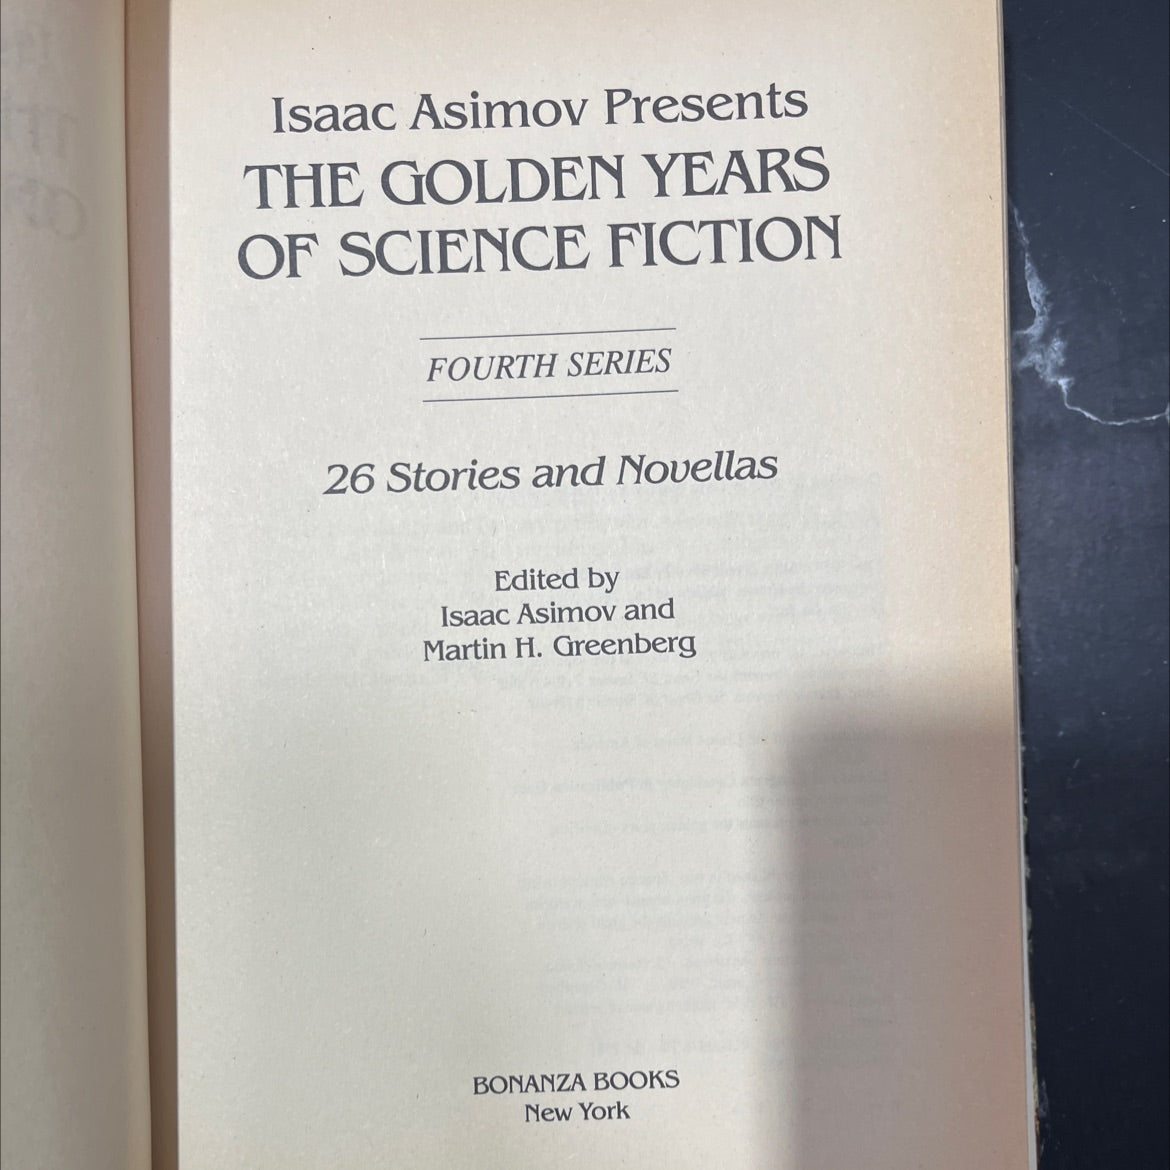 Isaac Asimov Presents
THE GOLDEN YEARS
OF SCIENCE FICTION
FOURTH SERIES
26 Stories and Novellas
Edited by
Isaac Asimov and
Martin H. Greenberg
BONANZA BOOKS
New York